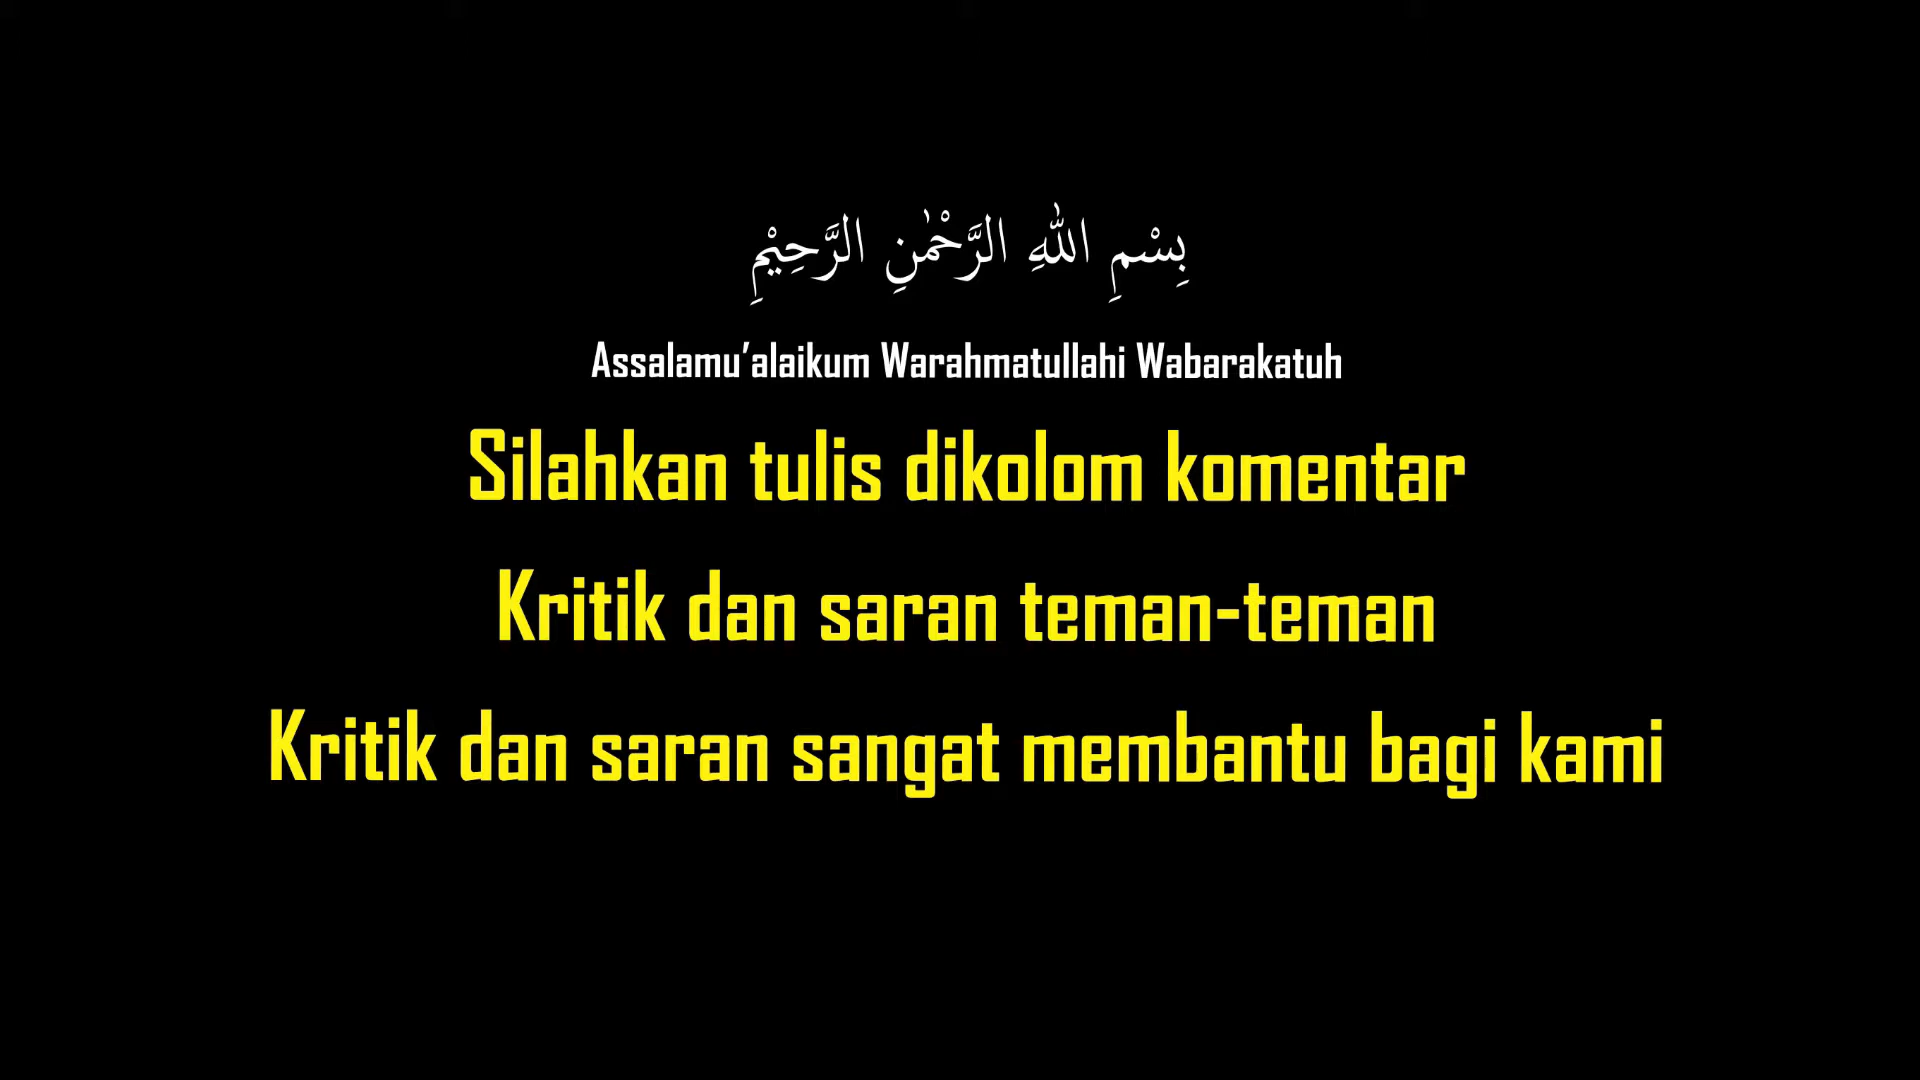 بِسْمِ اللهِ الرَّحْمٰنِ الرَّحِيْمِ
Assalamu’alaikum Warahmatullahi Wabarakatuh
Silahkan tulis dikolom komentar
Kritik dan saran teman-teman
Kritik dan saran sangat membantu bagi kami